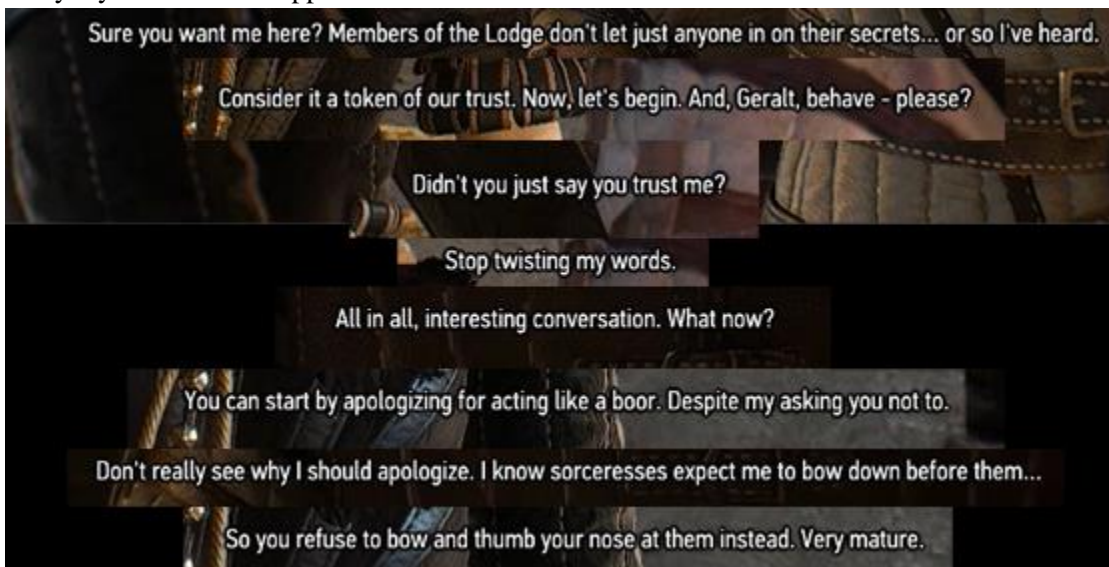 Sure you want me here? Members of the Lodge don't let just anyone in on their secrets... or so I've heard.
Consider it a token of our trust. Now, let's begin. And, Geralt, behave - please?
Didn't you just say you trust me?
Stop twisting my words.
All in all, interesting conversation. What now?
You can start by apologizing for acting like a boor. Despite my asking you not to.
Don't really see why I should apologize. I know sorceresses expect me to bow down before them...
So you refuse to bow and thumb your nose at them instead. Very mature.